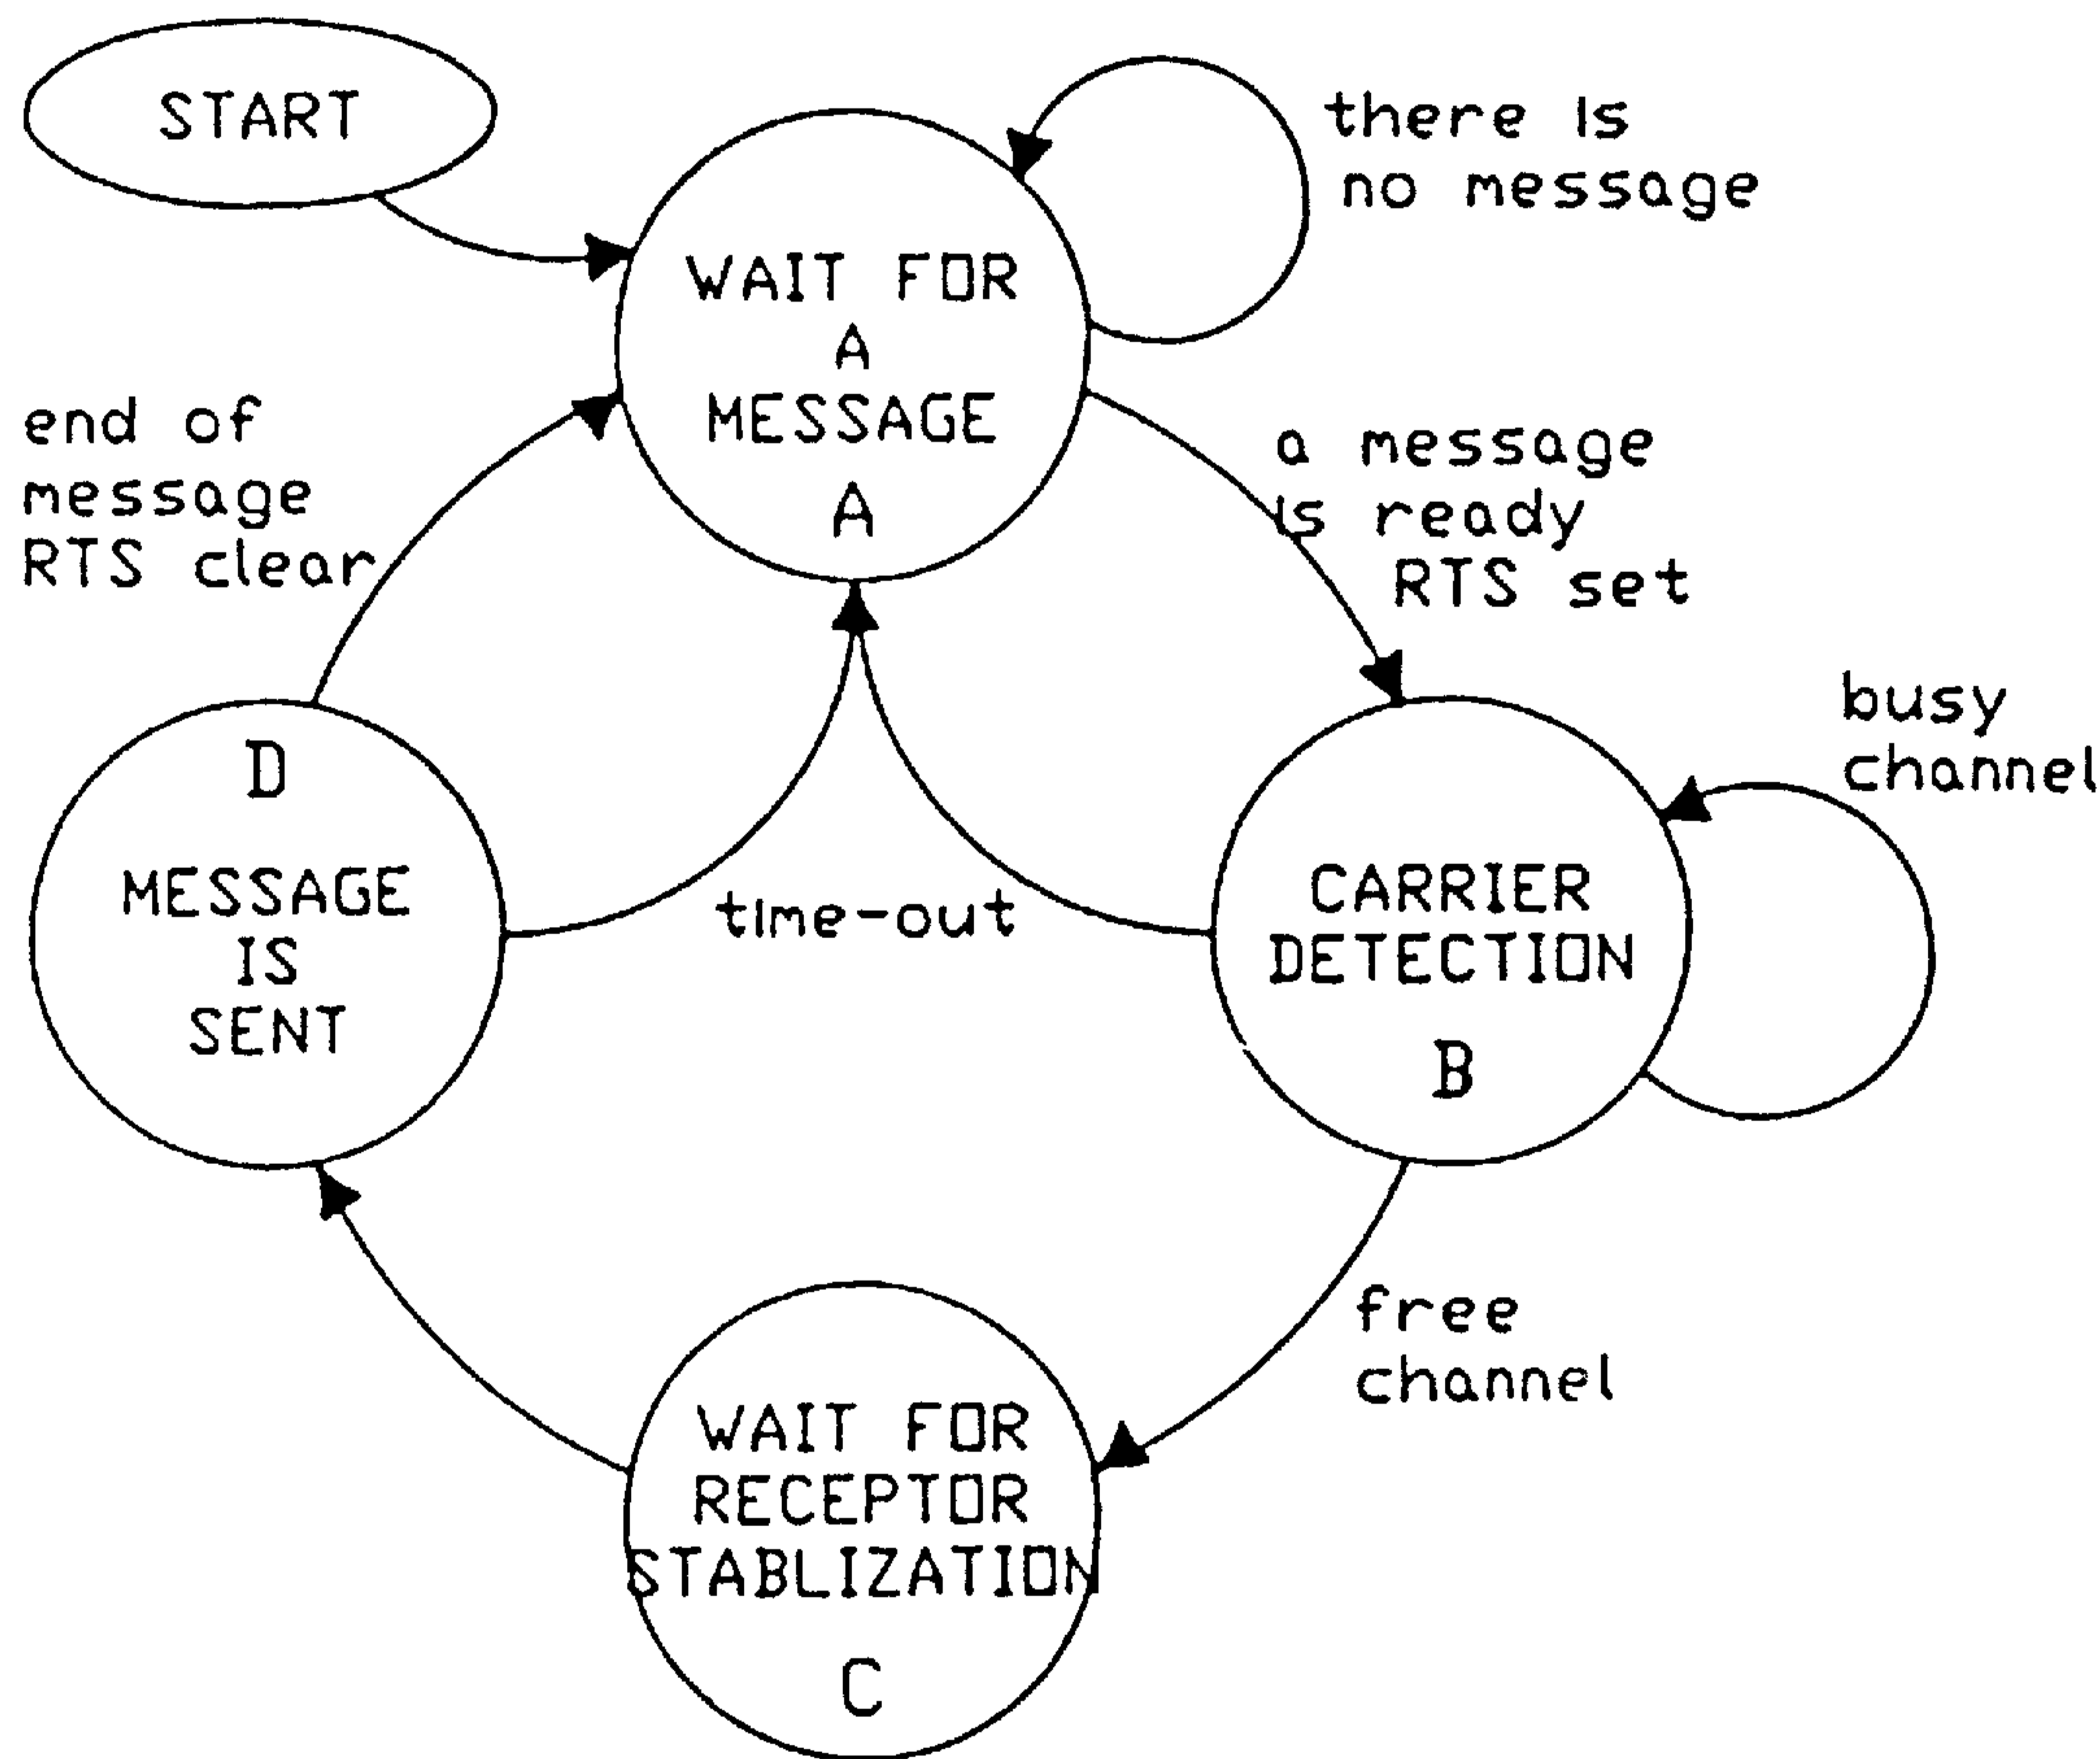 START
there is
no message
WAIT FOR
A
MESSAGE
A
end of
message
RTS clear
a message
is ready
RTS set
busy
channel
D
MESSAGE
IS
SENT
time-out
CARRIER
DETECTION
B
free
channel
WAIT FOR
RECEPTOR
STABLIZATION
C